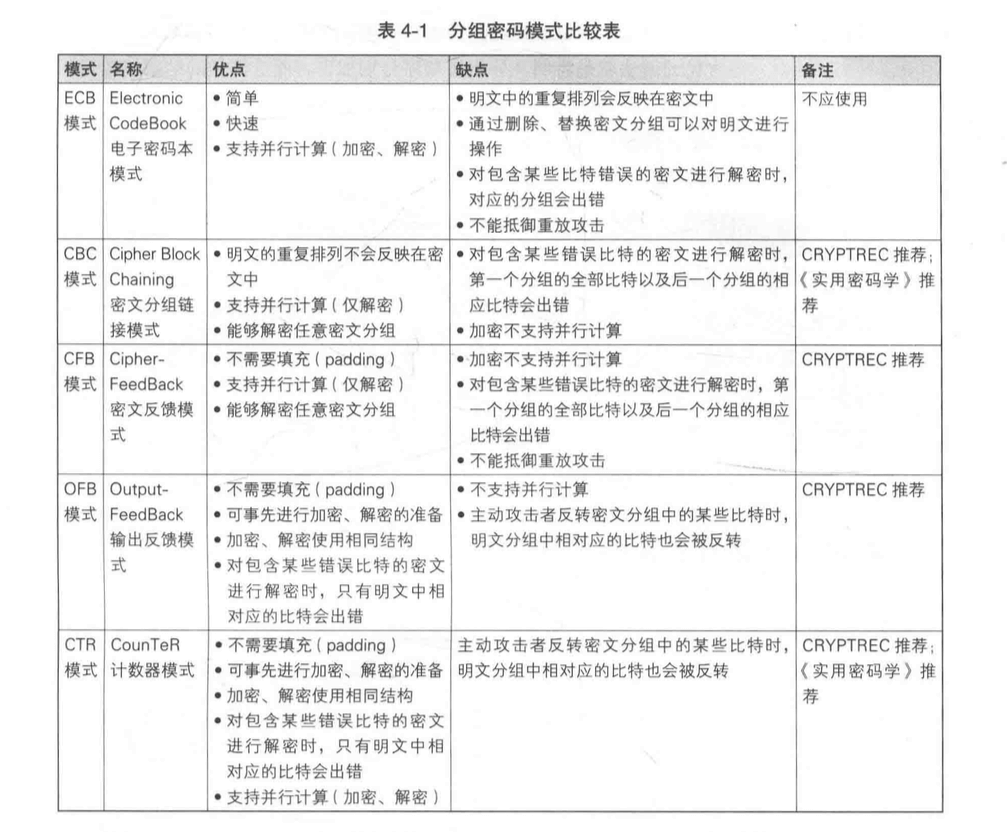 表 4-1 分组密码模式比较表
模式 名称 优点 缺点 备注
ECB
模式
Electronic
CodeBook
电子密码本
模式
• 简单
• 快速
• 支持并行计算（加密、解密）
• 明文中的重复排列会反映在密文中
• 通过删除、替换密文分组可以对明文进行
操作
• 对包含某些比特错误的密文进行解密时，
对应的分组会出错
• 不能抵御重放攻击
不应使用
CBC
模式
Cipher Block
Chaining
密文分组链
接模式
• 明文的重复排列不会反映在密
文中
• 支持并行计算（仅解密）
• 能够解密任意密文分组
• 对包含某些错误比特的密文进行解密时，
第一个分组的全部比特以及后一个分组的相
应比特会出错
• 加密不支持并行计算
CRYPTREC 推荐；
《实用密码学》推
荐
CFB
模式
Cipher-
FeedBack
密文反馈模
式
• 不需要填充（padding）
• 支持并行计算（仅解密）
• 能够解密任意密文分组
• 加密不支持并行计算
• 对包含某些错误比特的密文进行解密时，第
一个分组的全部比特以及后一个分组的相应
比特会出错
• 不能抵御重放攻击
CRYPTREC 推荐
OFB
模式
Output-
FeedBack
输出反馈模
式
• 不需要填充（padding）
• 可事先进行加密、解密的准备
• 加密、解密使用相同结构
• 对包含某些错误比特的密文
进行解密时，只有明文中相
对应的比特会出错
• 不支持并行计算
• 主动攻击者反转密文分组中的某些比特时，
明文分组中相对应的比特也会被反转
CRYPTREC 推荐
CTR
模式
CounTeR
计数器模式
• 不需要填充（padding）
• 可事先进行加密、解密的准备
• 加密、解密使用相同结构
• 对包含某些错误比特的密文
进行解密时，只有明文中相
对应的比特会出错
• 支持并行计算（加密、解密）
主动攻击者反转密文分组中的某些比特时，
明文分组中相对应的比特也会被反转
CRYPTREC 推荐；
《实用密码学》推
荐